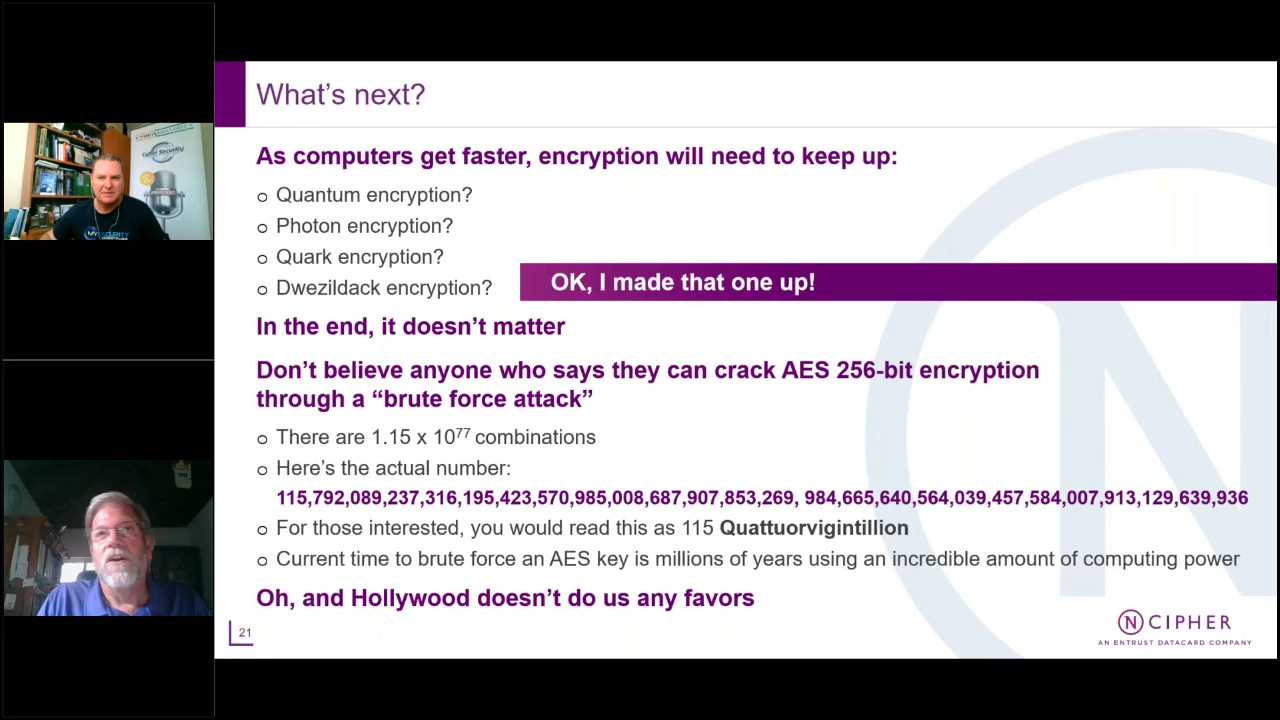 What's next?
As computers get faster, encryption will need to keep up:
o Quantum encryption?
o Photon encryption?
o Quark encryption?
o Dwezildack encryption?
OK, I made that one up!
In the end, it doesn't matter
Don't believe anyone who says they can crack AES 256-bit encryption
through a “brute force attack”
o There are 1.15 x 10⁷⁷ combinations
o Here's the actual number:
115,792,089,237,316,195,423,570,985,008,687,907,853,269, 984,665,640,564,039,457,584,007,913,129,639,936
o For those interested, you would read this as 115 Quattuorvigintillion
o Current time to brute force an AES key is millions of years using an incredible amount of computing power
Oh, and Hollywood doesn't do us any favors
21
N CIPHER
AN ENTRUST DATACARD COMPANY
Cyber Security